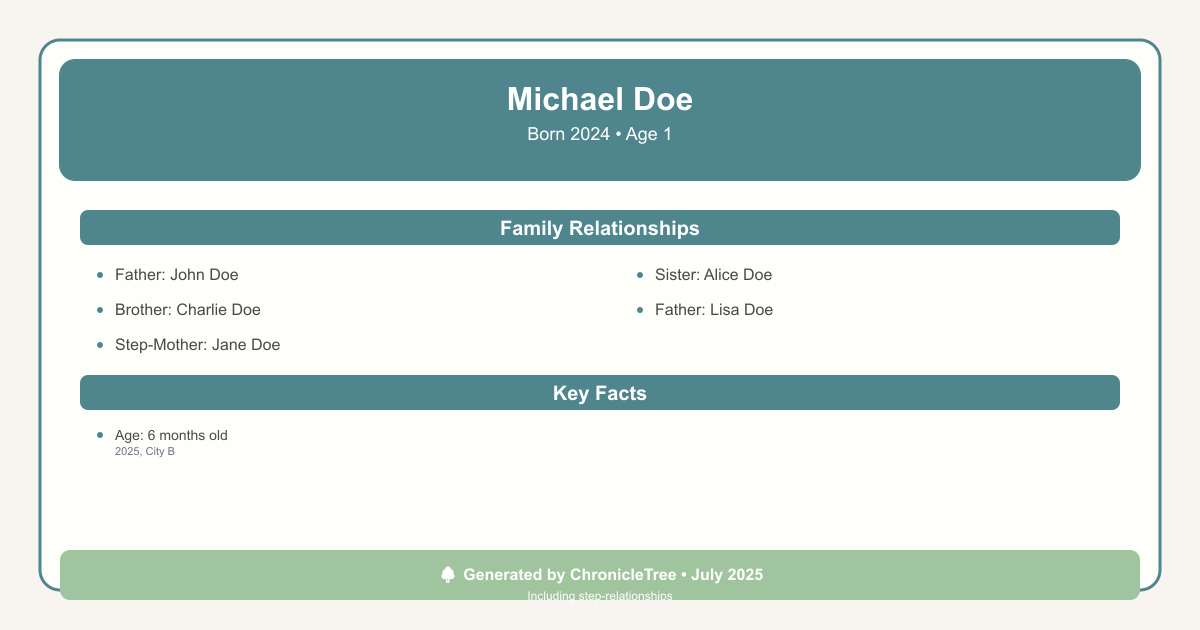 Michael Doe
Born 2024 • Age 1
Family Relationships
• Father: John Doe
• Sister: Alice Doe
• Brother: Charlie Doe
• Father: Lisa Doe
• Step-Mother: Jane Doe
Key Facts
• Age: 6 months old
2025, City B
Generated by ChronicleTree • July 2025
Including step-relationships